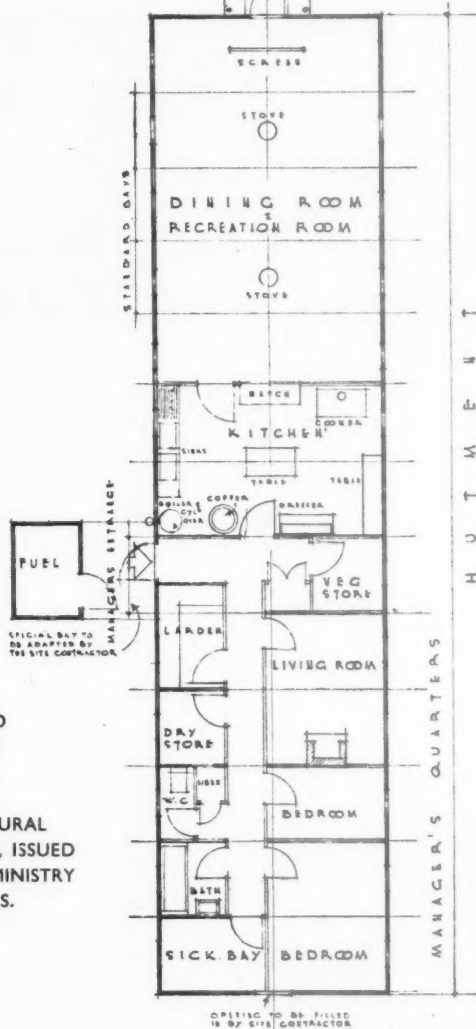 SCREEN
STOVE
STANDARD BAYS
DINING ROOM
&
RECREATION ROOM
STOVE
HUTMENT
HATCH
COOKER
KITCHEN
SINKS
TABLE
TABLE
BOILER &
CYL
OVER
COPPER
DRESSER
MANAGERS ENTRANCE
FUEL
VEG
STORE
SPECIAL BAY TO
BE ADAPTED BY
THE SITE CONTRACTOR
LARDER
LIVING ROOM
MANAGER'S QUARTERS
DRY
STORE
W.C.
BEDROOM
URAL
ISSUED
MINISTRY
S.
BATH
SICK. BAY
BEDROOM
OPENING TO BE FILLED
IN BY SITE CONTRACTOR